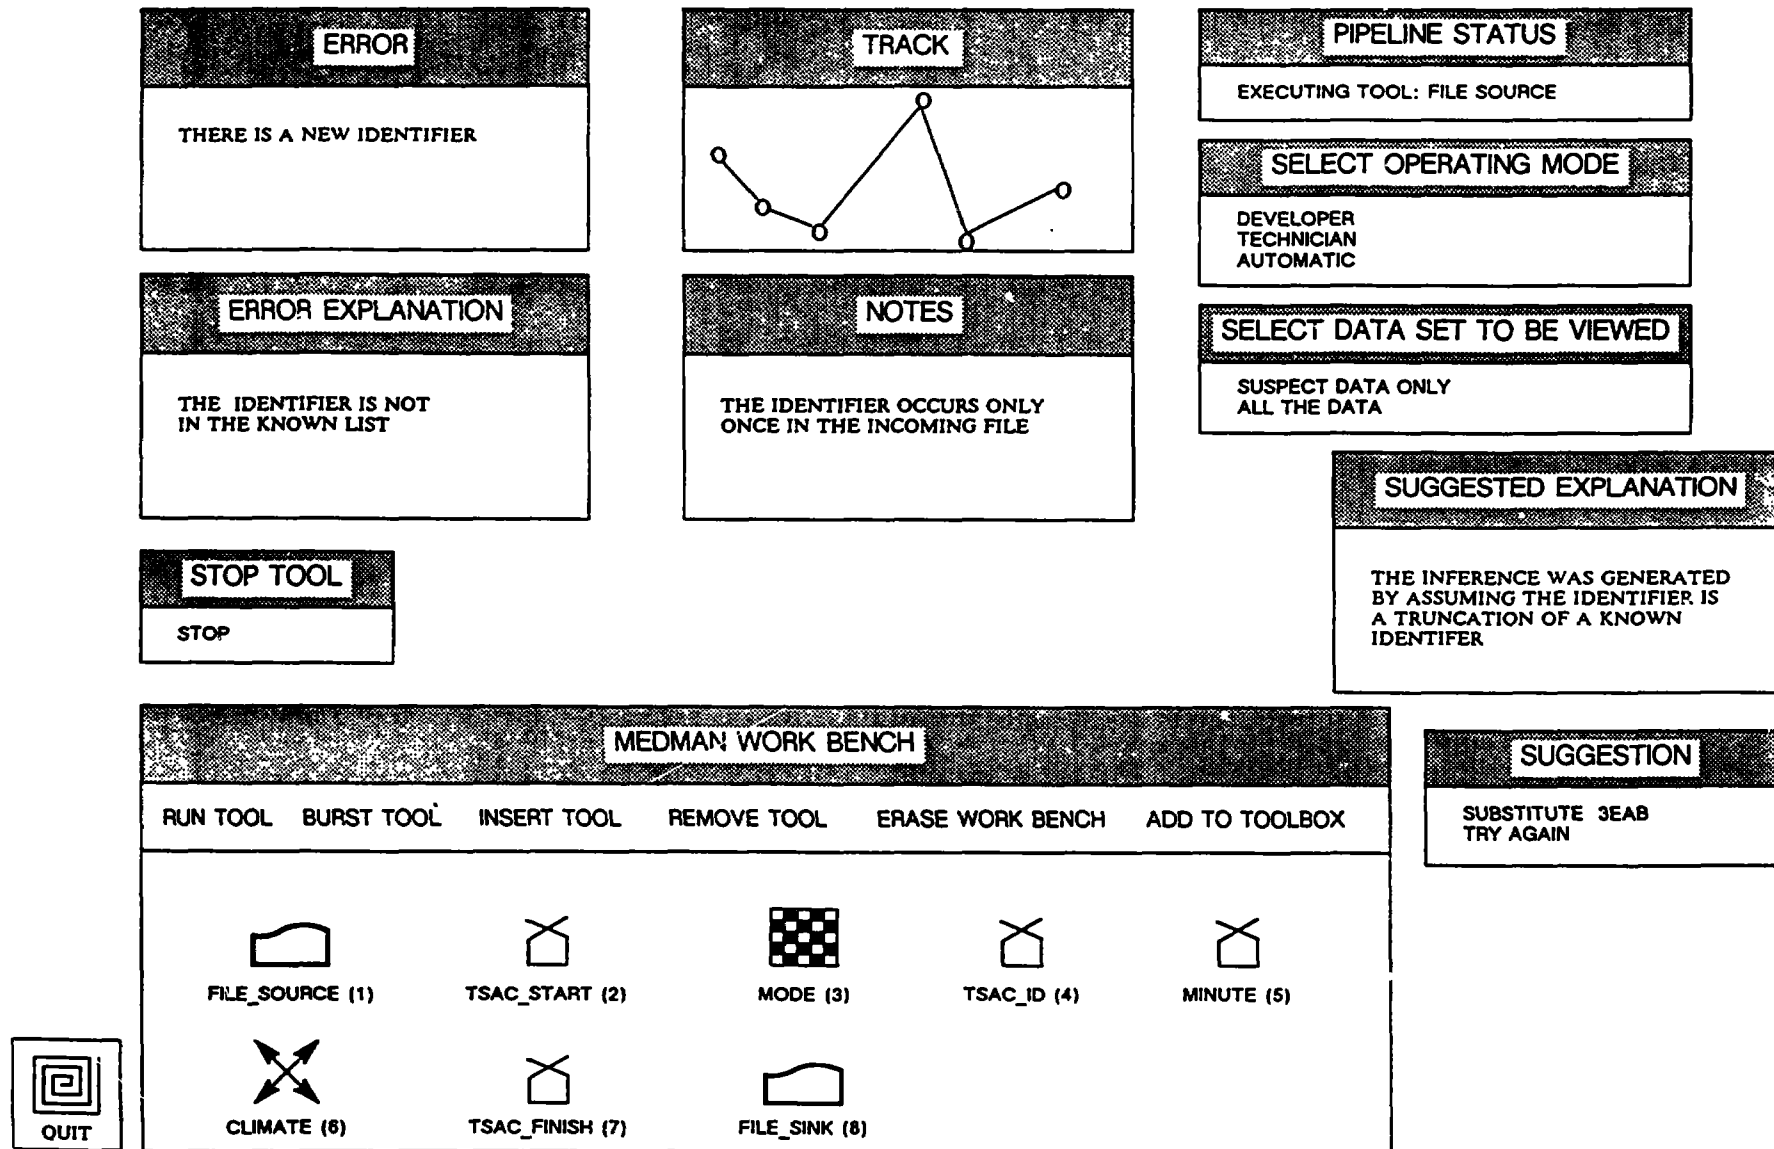 ERROR
THERE IS A NEW IDENTIFIER
TRACK
PIPELINE STATUS
EXECUTING TOOL: FILE SOURCE
SELECT OPERATING MODE
DEVELOPER
TECHNICIAN
AUTOMATIC
ERROR EXPLANATION
THE IDENTIFIER IS NOT
IN THE KNOWN LIST
NOTES
THE IDENTIFIER OCCURS ONLY
ONCE IN THE INCOMING FILE
SELECT DATA SET TO BE VIEWED
SUSPECT DATA ONLY
ALL THE DATA
SUGGESTED EXPLANATION
THE INFERENCE WAS GENERATED
BY ASSUMING THE IDENTIFIER IS
A TRUNCATION OF A KNOWN
IDENTIFER
STOP TOOL
STOP
MEDMAN WORK BENCH
RUN TOOL BURST TOOL INSERT TOOL REMOVE TOOL ERASE WORK BENCH ADD TO TOOLBOX
SUGGESTION
SUBSTITUTE 3EAB
TRY AGAIN
FILE_SOURCE (1) TSAC_START (2) MODE (3) TSAC_ID (4) MINUTE (5)
CLIMATE (6) TSAC_FINISH (7) FILE_SINK (8)
QUIT